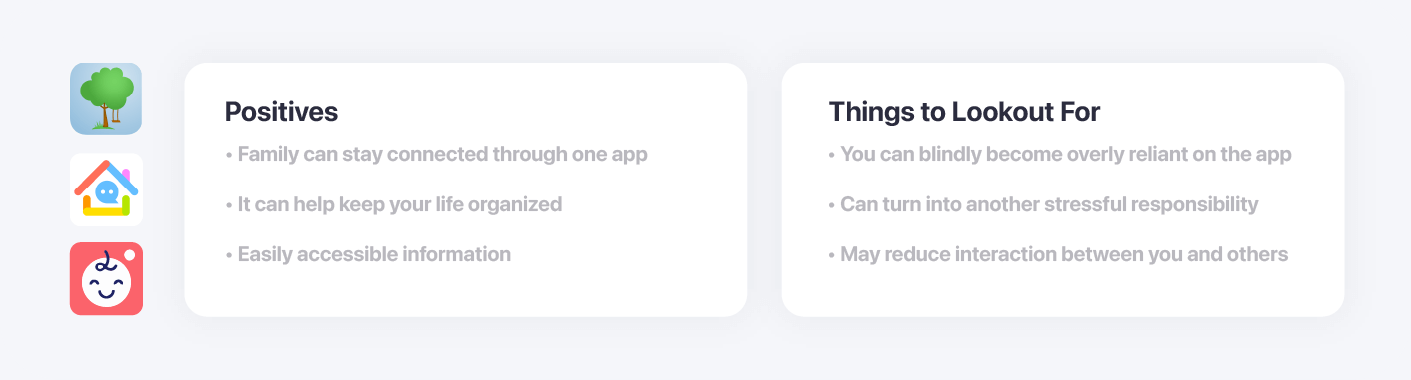 Positives
• Family can stay connected through one app
• It can help keep your life organized
• Easily accessible information
Things to Lookout For
• You can blindly become overly reliant on the app
• Can turn into another stressful responsibility
• May reduce interaction between you and others